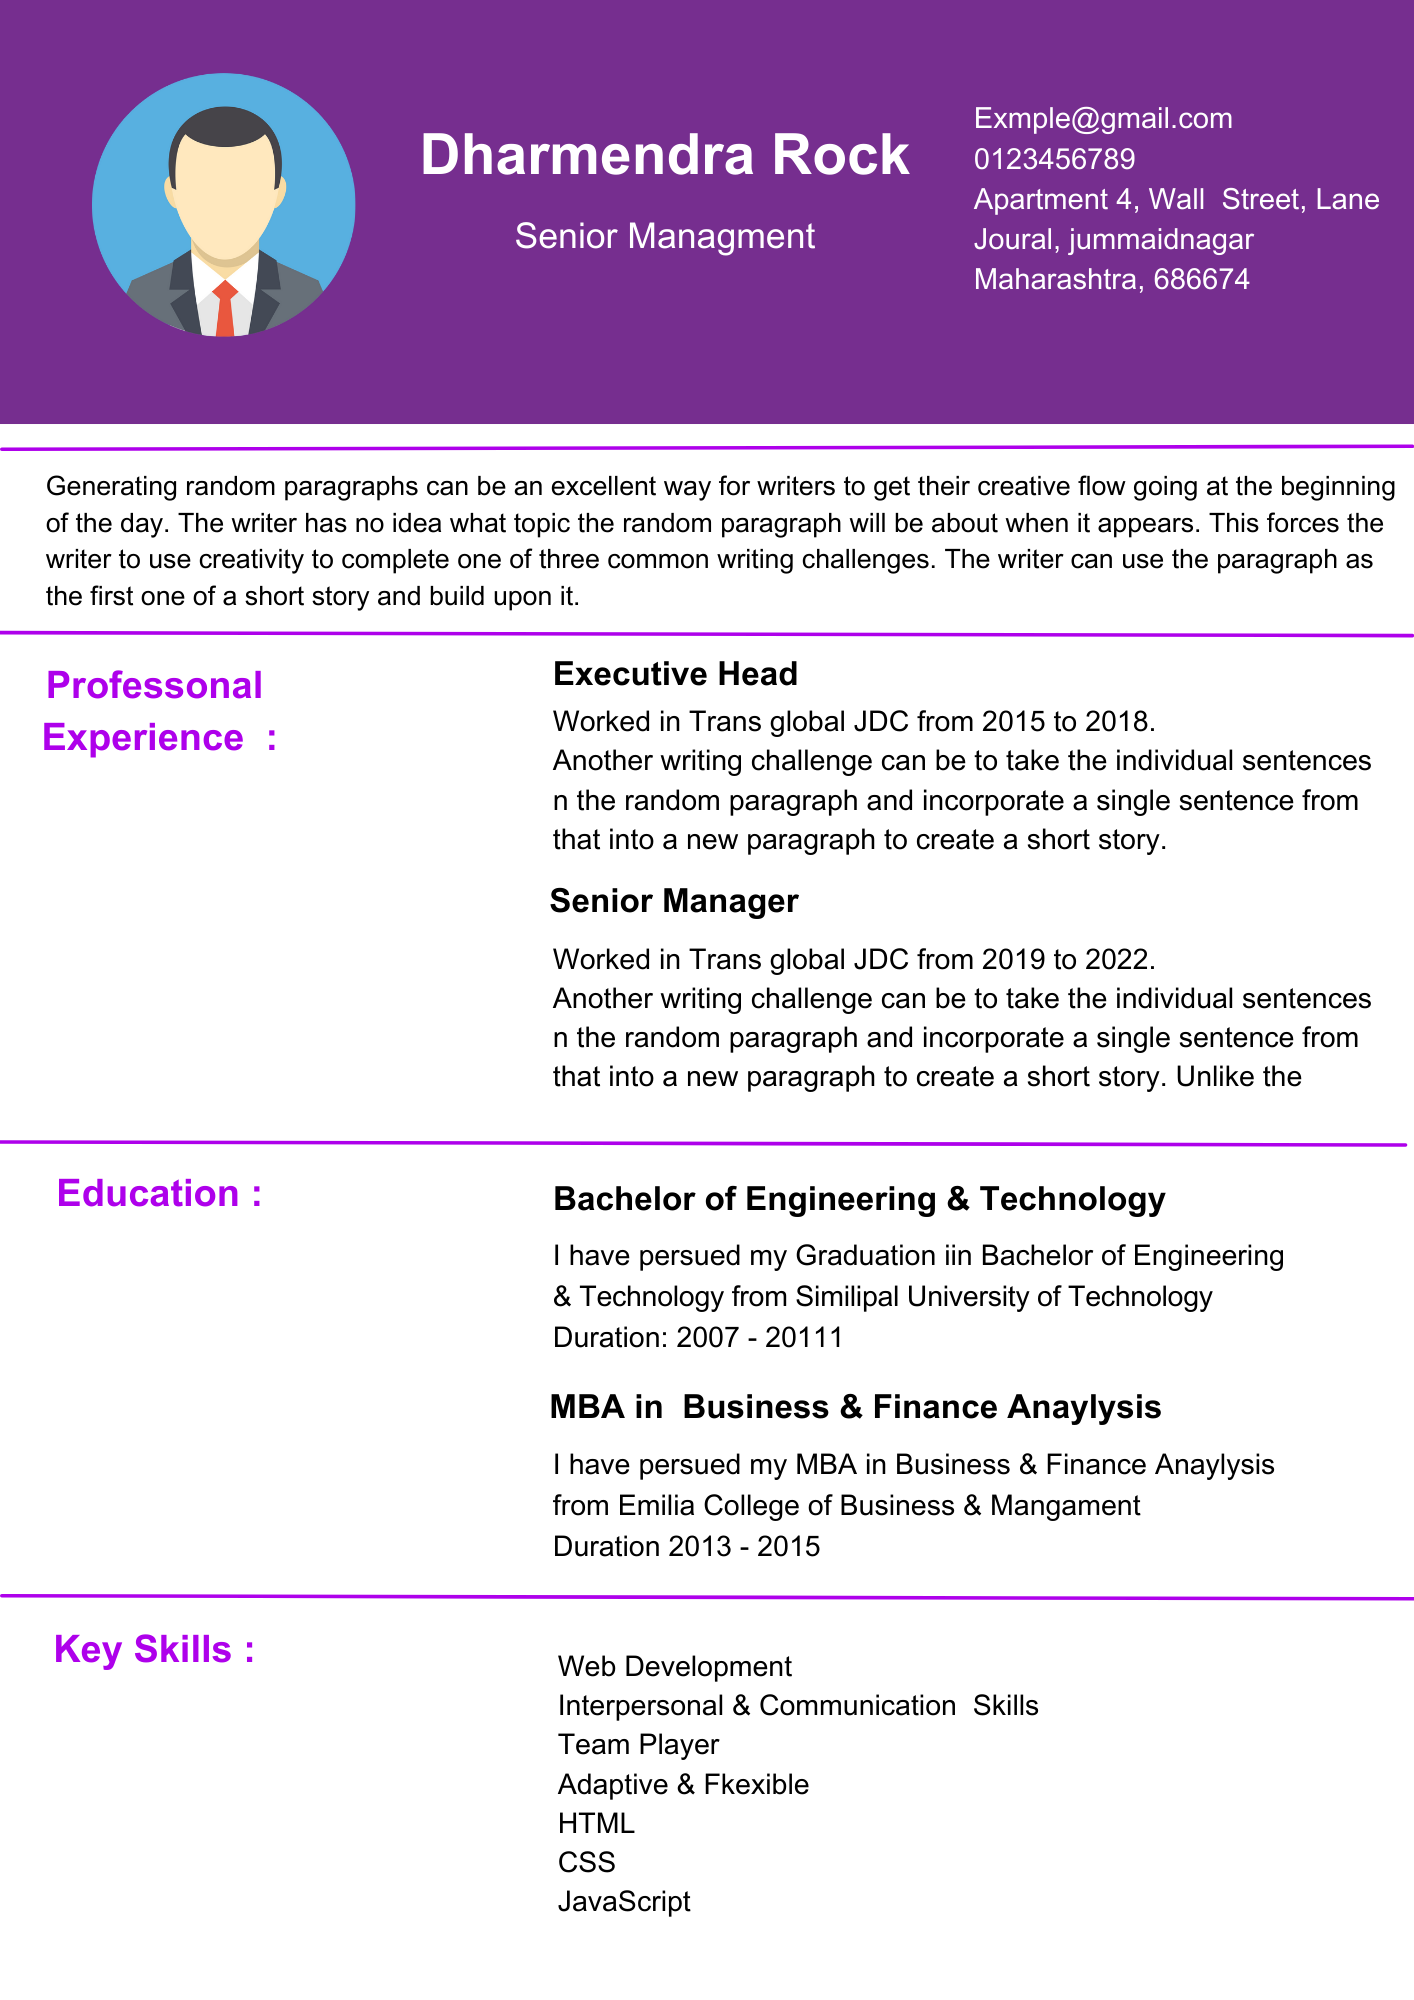 Dharmendra Rock
Senior Managment
Exmple@gmail.com
0123456789
Apartment 4, Wall  Street, Lane
Joural, jummaidnagar
Maharashtra, 686674
Generating random paragraphs can be an excellent way for writers to get their creative flow going at the beginning
of the day. The writer has no idea what topic the random paragraph will be about when it appears. This forces the
writer to use creativity to complete one of three common writing challenges. The writer can use the paragraph as
the first one of a short story and build upon it.
Professonal
Experience  :
Executive Head
Worked in Trans global JDC from 2015 to 2018.
Another writing challenge can be to take the individual sentences
n the random paragraph and incorporate a single sentence from
that into a new paragraph to create a short story.
Senior Manager
Worked in Trans global JDC from 2019 to 2022.
Another writing challenge can be to take the individual sentences
n the random paragraph and incorporate a single sentence from
that into a new paragraph to create a short story. Unlike the
Education :
Bachelor of Engineering & Technology
I have persued my Graduation iin Bachelor of Engineering
& Technology from Similipal University of Technology
Duration: 2007 - 20111
MBA in  Business & Finance Anaylysis
I have persued my MBA in Business & Finance Anaylysis
from Emilia College of Business & Mangament
Duration 2013 - 2015
Key Skills :
Web Development
Interpersonal & Communication  Skills
Team Player
Adaptive & Fkexible
HTML
CSS
JavaScript